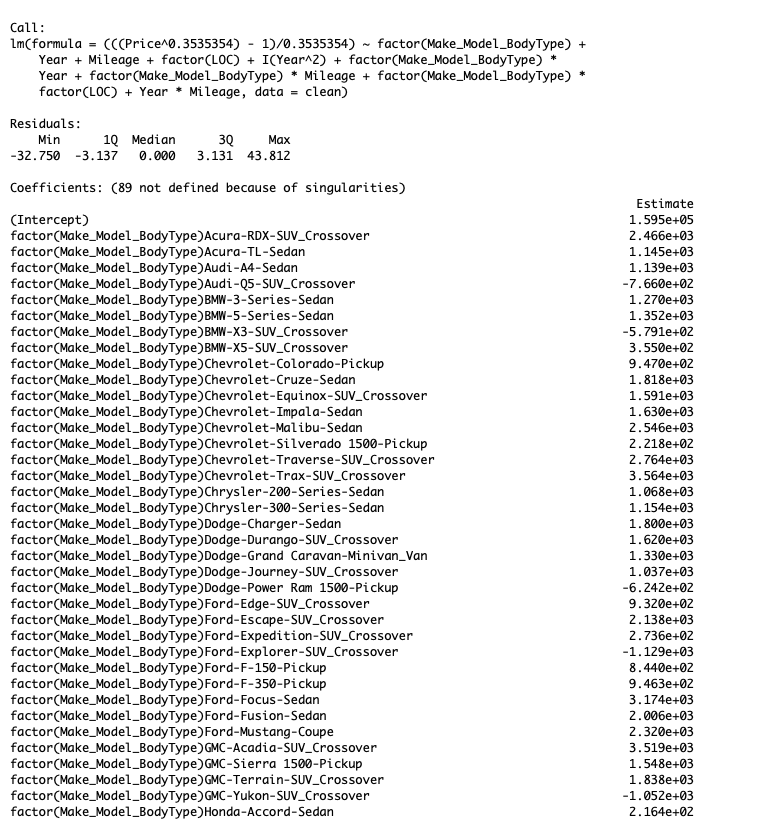 Call:
lm(formula = (((Price^0.3535354) - 1)/0.3535354) ~ factor(Make_Model_BodyType) +
    Year + Mileage + factor(LOC) + I(Year^2) + factor(Make_Model_BodyType) *
    Year + factor(Make_Model_BodyType) * Mileage + factor(Make_Model_BodyType) *
    factor(LOC) + Year * Mileage, data = clean)
Residuals:
    Min      1Q  Median      3Q     Max
-32.750  -3.137   0.000   3.131  43.812
Coefficients: (89 not defined because of singularities)
Estimate
(Intercept) 1.595e+05
factor(Make_Model_BodyType)Acura-RDX-SUV_Crossover 2.466e+03
factor(Make_Model_BodyType)Acura-TL-Sedan 1.145e+03
factor(Make_Model_BodyType)Audi-A4-Sedan 1.139e+03
factor(Make_Model_BodyType)Audi-Q5-SUV_Crossover -7.660e+02
factor(Make_Model_BodyType)BMW-3-Series-Sedan 1.270e+03
factor(Make_Model_BodyType)BMW-5-Series-Sedan 1.352e+03
factor(Make_Model_BodyType)BMW-X3-SUV_Crossover -5.791e+02
factor(Make_Model_BodyType)BMW-X5-SUV_Crossover 3.550e+02
factor(Make_Model_BodyType)Chevrolet-Colorado-Pickup 9.470e+02
factor(Make_Model_BodyType)Chevrolet-Cruze-Sedan 1.818e+03
factor(Make_Model_BodyType)Chevrolet-Equinox-SUV_Crossover 1.591e+03
factor(Make_Model_BodyType)Chevrolet-Impala-Sedan 1.630e+03
factor(Make_Model_BodyType)Chevrolet-Malibu-Sedan 2.546e+03
factor(Make_Model_BodyType)Chevrolet-Silverado 1500-Pickup 2.218e+02
factor(Make_Model_BodyType)Chevrolet-Traverse-SUV_Crossover 2.764e+03
factor(Make_Model_BodyType)Chevrolet-Trax-SUV_Crossover 3.564e+03
factor(Make_Model_BodyType)Chrysler-200-Series-Sedan 1.068e+03
factor(Make_Model_BodyType)Chrysler-300-Series-Sedan 1.154e+03
factor(Make_Model_BodyType)Dodge-Charger-Sedan 1.800e+03
factor(Make_Model_BodyType)Dodge-Durango-SUV_Crossover 1.620e+03
factor(Make_Model_BodyType)Dodge-Grand Caravan-Minivan_Van 1.330e+03
factor(Make_Model_BodyType)Dodge-Journey-SUV_Crossover 1.037e+03
factor(Make_Model_BodyType)Dodge-Power Ram 1500-Pickup -6.242e+02
factor(Make_Model_BodyType)Ford-Edge-SUV_Crossover 9.320e+02
factor(Make_Model_BodyType)Ford-Escape-SUV_Crossover 2.138e+03
factor(Make_Model_BodyType)Ford-Expedition-SUV_Crossover 2.736e+02
factor(Make_Model_BodyType)Ford-Explorer-SUV_Crossover -1.129e+03
factor(Make_Model_BodyType)Ford-F-150-Pickup 8.440e+02
factor(Make_Model_BodyType)Ford-F-350-Pickup 9.463e+02
factor(Make_Model_BodyType)Ford-Focus-Sedan 3.174e+03
factor(Make_Model_BodyType)Ford-Fusion-Sedan 2.006e+03
factor(Make_Model_BodyType)Ford-Mustang-Coupe 2.320e+03
factor(Make_Model_BodyType)GMC-Acadia-SUV_Crossover 3.519e+03
factor(Make_Model_BodyType)GMC-Sierra 1500-Pickup 1.548e+03
factor(Make_Model_BodyType)GMC-Terrain-SUV_Crossover 1.838e+03
factor(Make_Model_BodyType)GMC-Yukon-SUV_Crossover -1.052e+03
factor(Make_Model_BodyType)Honda-Accord-Sedan 2.164e+02